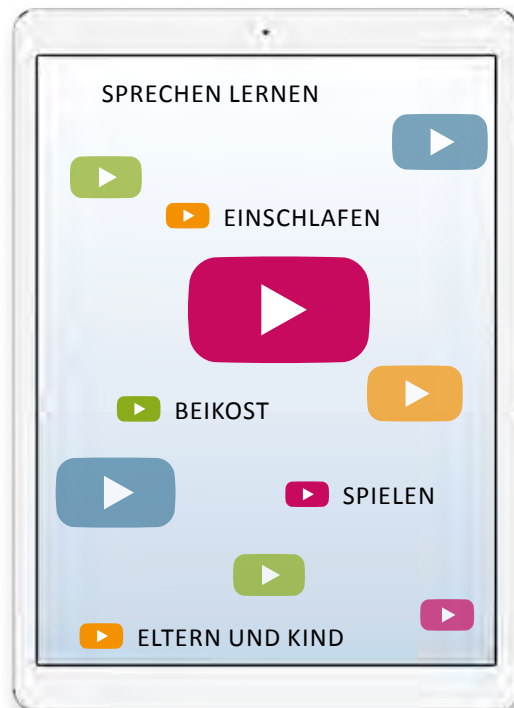 SPRECHEN LERNEN
EINSCHLAFEN
BEIKOST
SPIELEN
ELTERN UND KIND